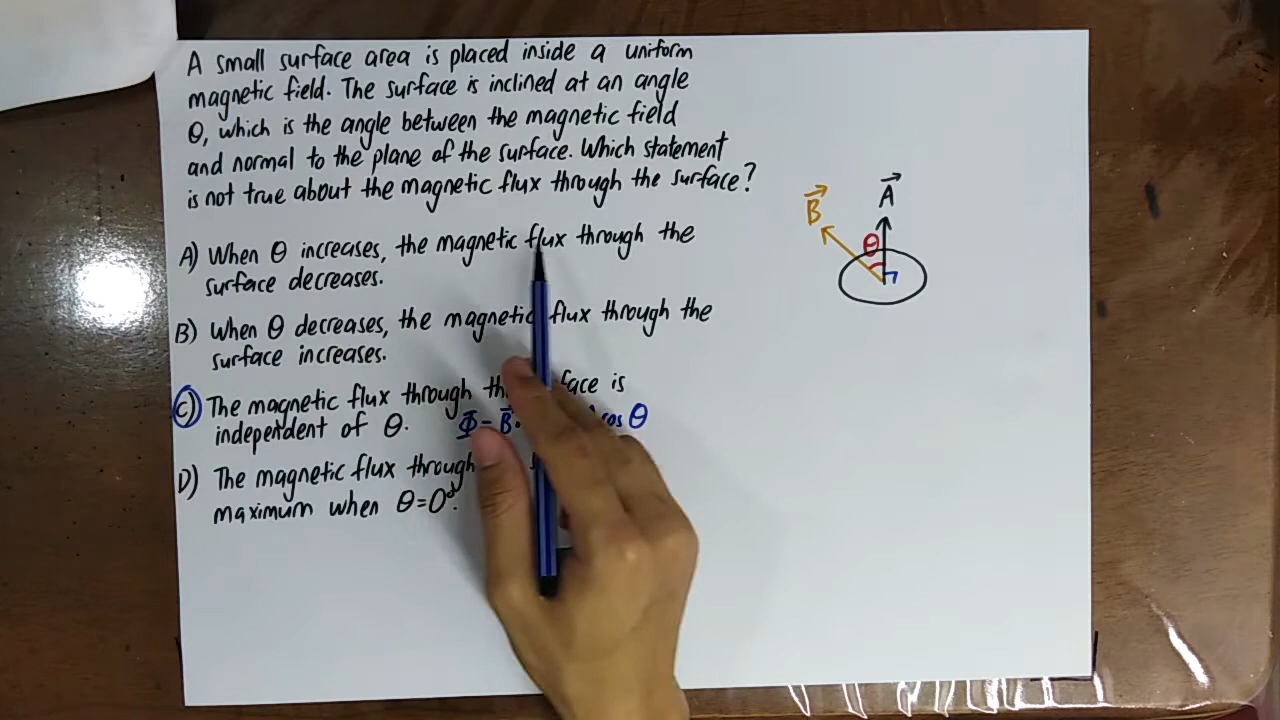 A small surface area is placed inside a uniform
magnetic field. The surface is inclined at an angle
θ, which is the angle between the magnetic field
and normal to the plane of the surface. Which statement
is not true about the magnetic flux through the surface?
A) When θ increases, the magnetic flux through the
surface decreases.
B) When θ decreases, the magnetic flux through the
surface increases.
C) The magnetic flux through face is
independent of θ. Φ = B⃗. cos θ
D) The magnetic flux through
maximum when θ=0°.
B⃗
A⃗
θ